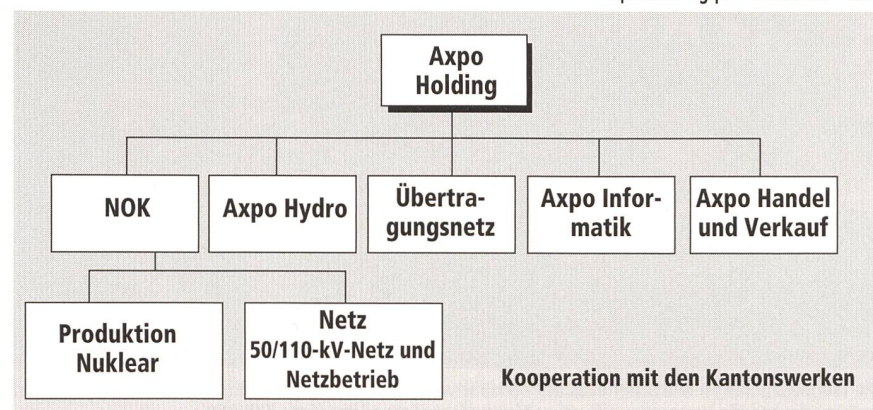 Axpo
Holding
NOK
Axpo Hydro
Übertra-
gungsnetz
Axpo Infor-
matik
Axpo Handel
und Verkauf
Produktion
Nuklear
Netz
50/110-kV-Netz und
Netzbetrieb
Kooperation mit den Kantonswerken